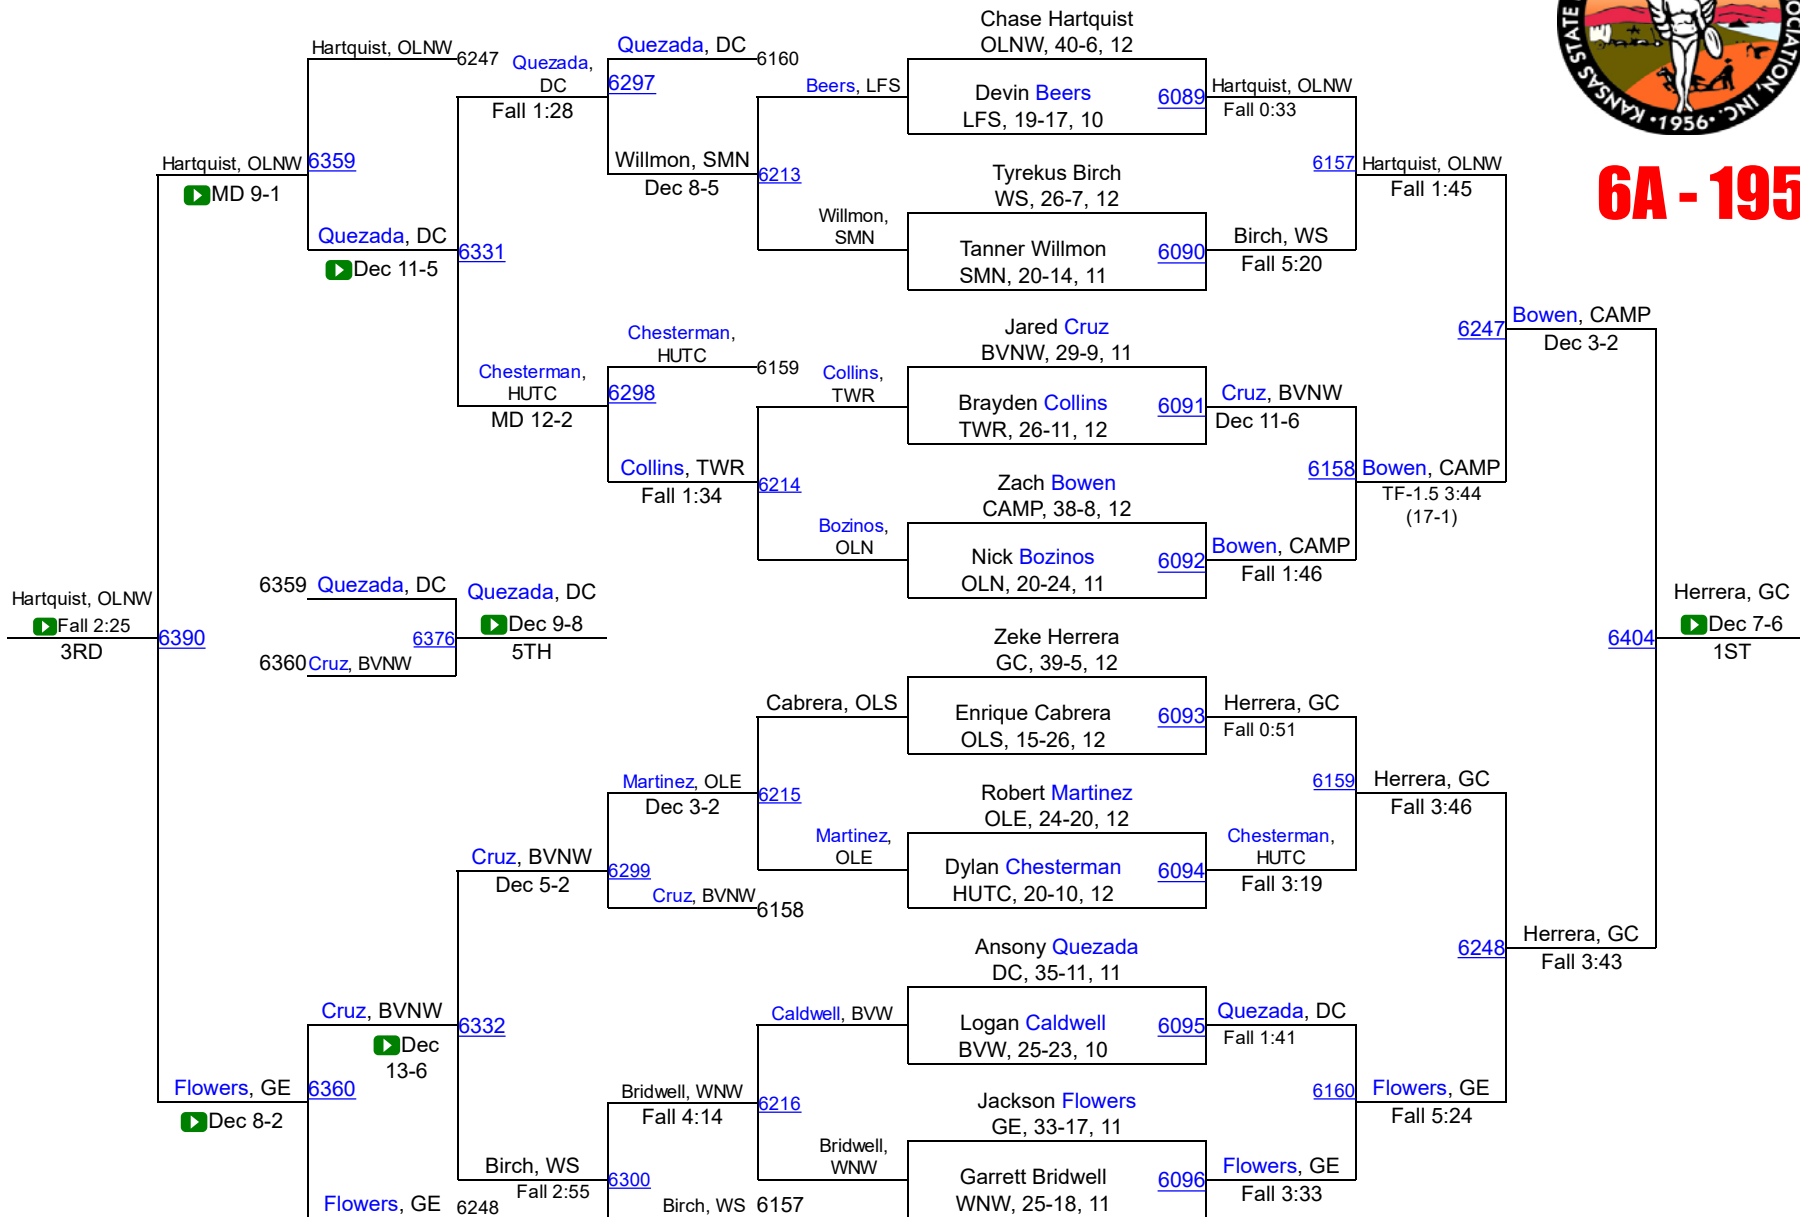 Chase Hartquist
OLNW, 40-6, 12
Hartquist, OLNW
6247
Quezada,
DC
Fall 1:28
Quezada, DC
6160
6297
Beers, LFS
Devin Beers
LFS, 19-17, 10
6089
Hartquist, OLNW
Fall 0:33
KANSAS STATE
OCIATION, INC.
•1956•
Hartquist, OLNW
6359
MD 9-1
Willmon, SMN
Dec 8-5
6213
Tyrekus Birch
WS, 26-7, 12
6157
Hartquist, OLNW
Fall 1:45
6A - 195
Quezada, DC
Dec 11-5
6331
Willmon,
SMN
Tanner Willmon
SMN, 20-14, 11
6090
Birch, WS
Fall 5:20
Chesterman,
HUTC
6159
Jared Cruz
BVNW, 29-9, 11
6247
Bowen, CAMP
Dec 3-2
Chesterman,
HUTC
MD 12-2
6298
Collins,
TWR
Brayden Collins
TWR, 26-11, 12
6091
Cruz, BVNW
Dec 11-6
Collins, TWR
Fall 1:34
6214
Zach Bowen
CAMP, 38-8, 12
6158
Bowen, CAMP
TF-1.5 3:44
(17-1)
Bozinos,
OLN
Nick Bozinos
OLN, 20-24, 11
6092
Bowen, CAMP
Fall 1:46
Hartquist, OLNW
Fall 2:25
3RD
6390
6359
Quezada, DC
6376
6360
Cruz, BVNW
Quezada, DC
Dec 9-8
5TH
Zeke Herrera
GC, 39-5, 12
6404
Herrera, GC
Dec 7-6
1ST
Cabrera, OLS
Enrique Cabrera
OLS, 15-26, 12
6093
Herrera, GC
Fall 0:51
Martinez, OLE
Dec 3-2
6215
Robert Martinez
OLE, 24-20, 12
6159
Herrera, GC
Fall 3:46
Martinez,
OLE
Dylan Chesterman
HUTC, 20-10, 12
6094
Chesterman,
HUTC
Fall 3:19
Cruz, BVNW
Dec 5-2
6299
Cruz, BVNW
6158
Ansony Quezada
DC, 35-11, 11
6248
Herrera, GC
Fall 3:43
Cruz, BVNW
Dec
13-6
6332
Caldwell, BVW
Logan Caldwell
BVW, 25-23, 10
6095
Quezada, DC
Fall 1:41
Flowers, GE
Dec 8-2
6360
Bridwell, WNW
Fall 4:14
6216
Jackson Flowers
GE, 33-17, 11
6160
Flowers, GE
Fall 5:24
Bridwell,
WNW
Garrett Bridwell
WNW, 25-18, 11
6096
Flowers, GE
Fall 3:33
Birch, WS
Fall 2:55
6300
Flowers, GE
6248
Birch, WS
6157